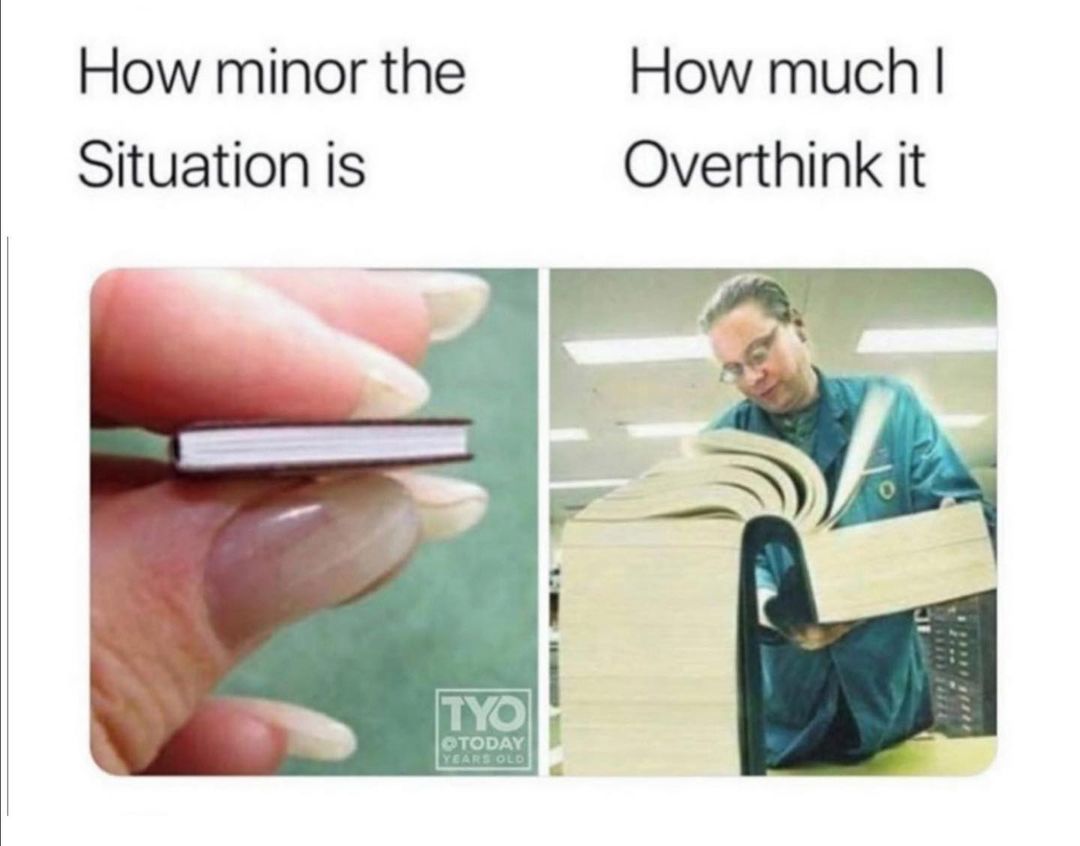 How minor the
Situation is
How much I
Overthink it
TYO
@TODAY
YEARS OLD